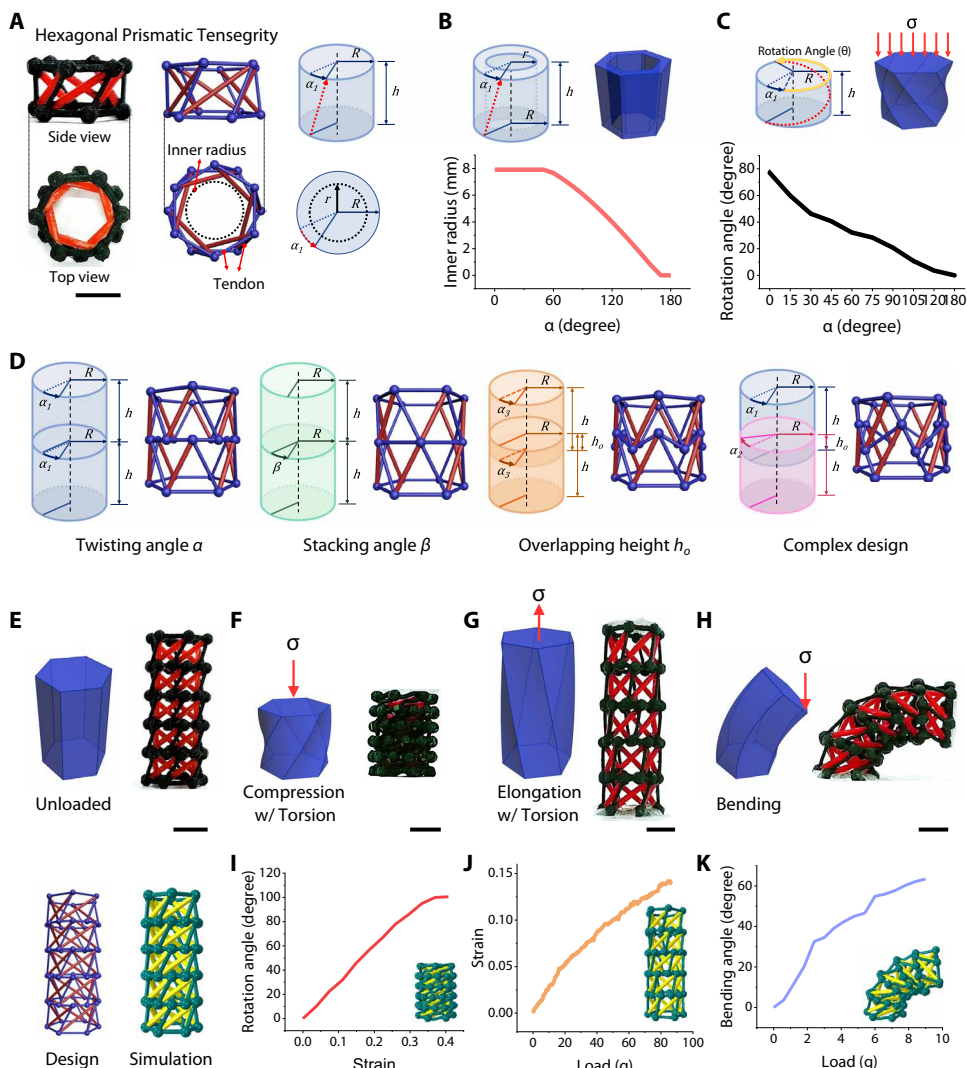 A
Hexagonal Prismatic Tensegrity
Side view
Inner radius
Top view
Tendon
R
α1
h
r
R
α1
B
r
α1
h
R
Inner radius (mm)
8
6
4
2
0
0 60 120 180
α (degree)
C
σ
Rotation Angle (θ)
α1
R
h
Rotation angle (degree)
80
60
40
20
0
0 15 30 45 60 75 90 105 120 180
α (degree)
D
R
α1
h
R
α1
h
Twisting angle α
R
h
R
β
h
Stacking angle β
R
α3
h
R
ho
α3
h
Overlapping height ho
R
α1
h
R
α2
ho
h
Complex design
E
Unloaded
F
σ
Compression
w/ Torsion
G
σ
Elongation
w/ Torsion
H
σ
Bending
Design
Simulation
I
Rotation angle (degree)
120
100
80
60
40
20
0
0.0 0.1 0.2 0.3 0.4
Strain
J
Strain
0.15
0.10
0.05
0.00
0 20 40 60 80 100
Load (g)
K
Bending angle (degree)
60
40
20
0
0 2 4 6 8 10
Load (g)